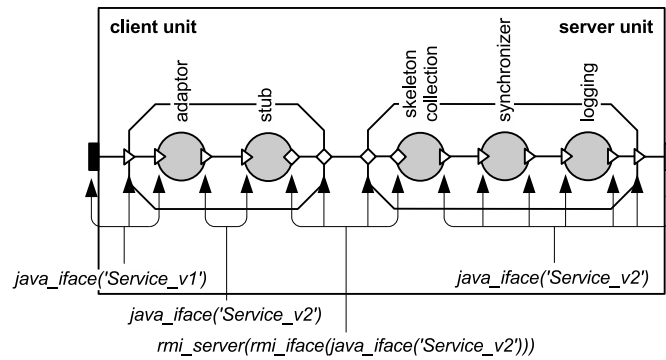 client unit
server unit
adaptor
stub
skeleton
collection
synchronizer
logging
java_iface('Service_v1')
java_iface('Service_v2')
java_iface('Service_v2')
rmi_server(rmi_iface(java_iface('Service_v2')))